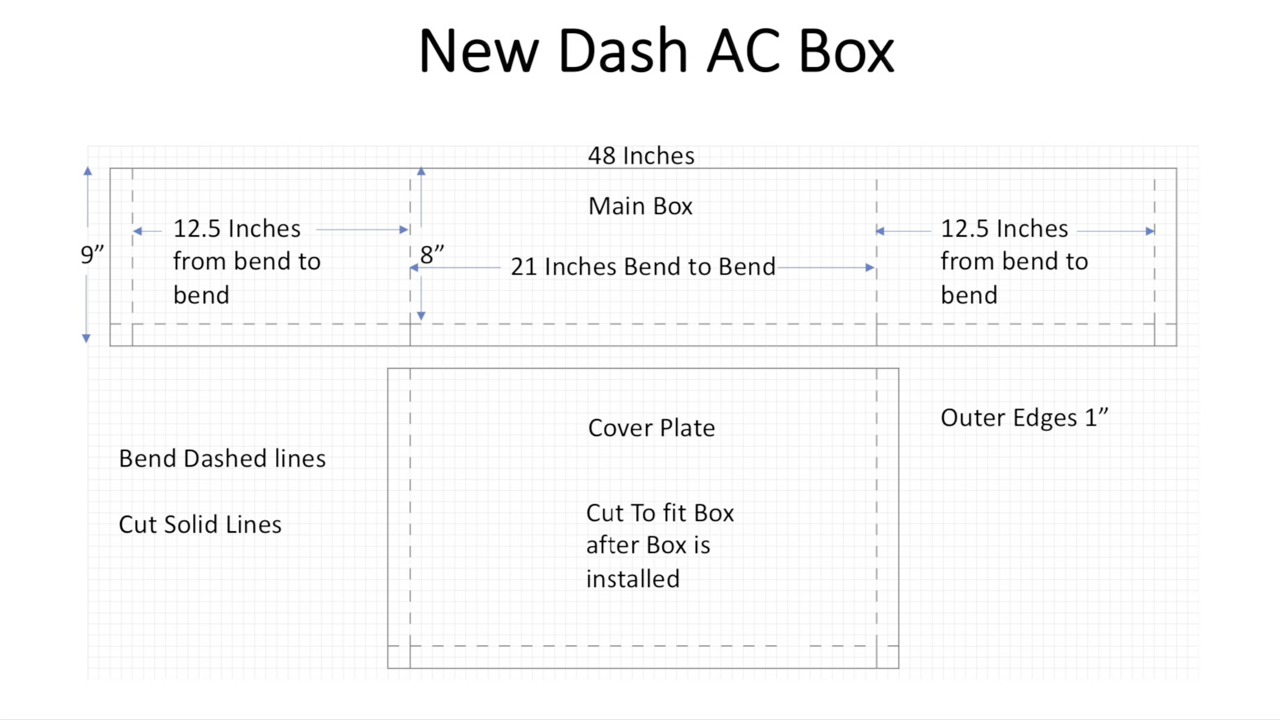 New Dash AC Box
48 Inches
Main Box
12.5 Inches
from bend to
bend
9”
8”
21 Inches Bend to Bend
12.5 Inches
from bend to
bend
Cover Plate
Outer Edges 1”
Bend Dashed lines
Cut Solid Lines
Cut To fit Box
after Box is
installed